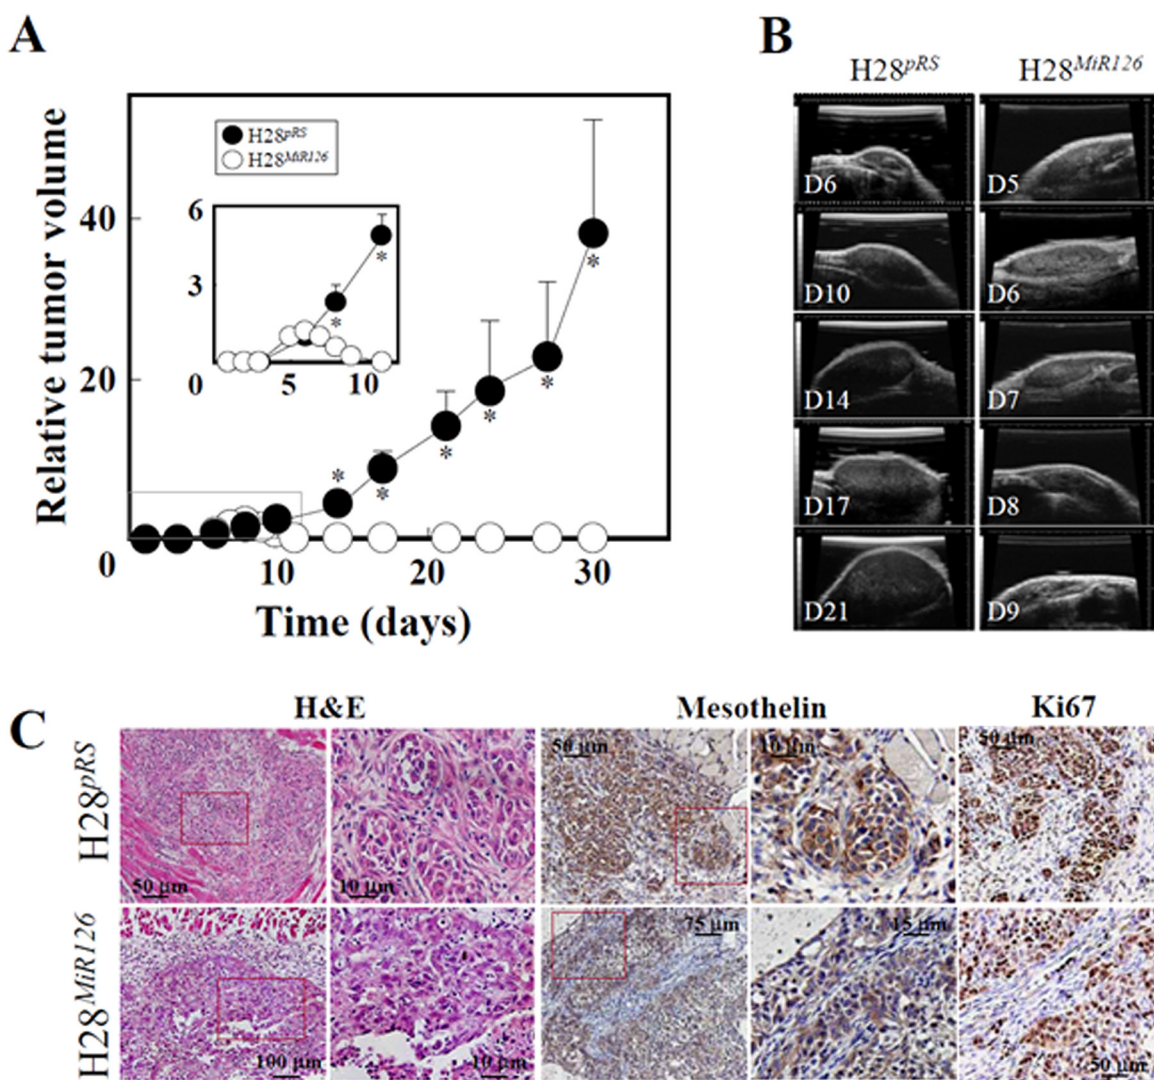 A
Relative tumor volume
40
20
0
H28pRS
H28MiR126
6
3
0
5
10
*
*
*
*
*
*
*
*
10
20
30
Time (days)
B
H28pRS
H28MiR126
D6
D5
D10
D6
D14
D7
D17
D8
D21
D9
C
H&E
Mesothelin
Ki67
H28pRS
50 μm
10 μm
50 μm
10 μm
50 μm
H28MiR126
100 μm
10 μm
75 μm
15 μm
50 μm